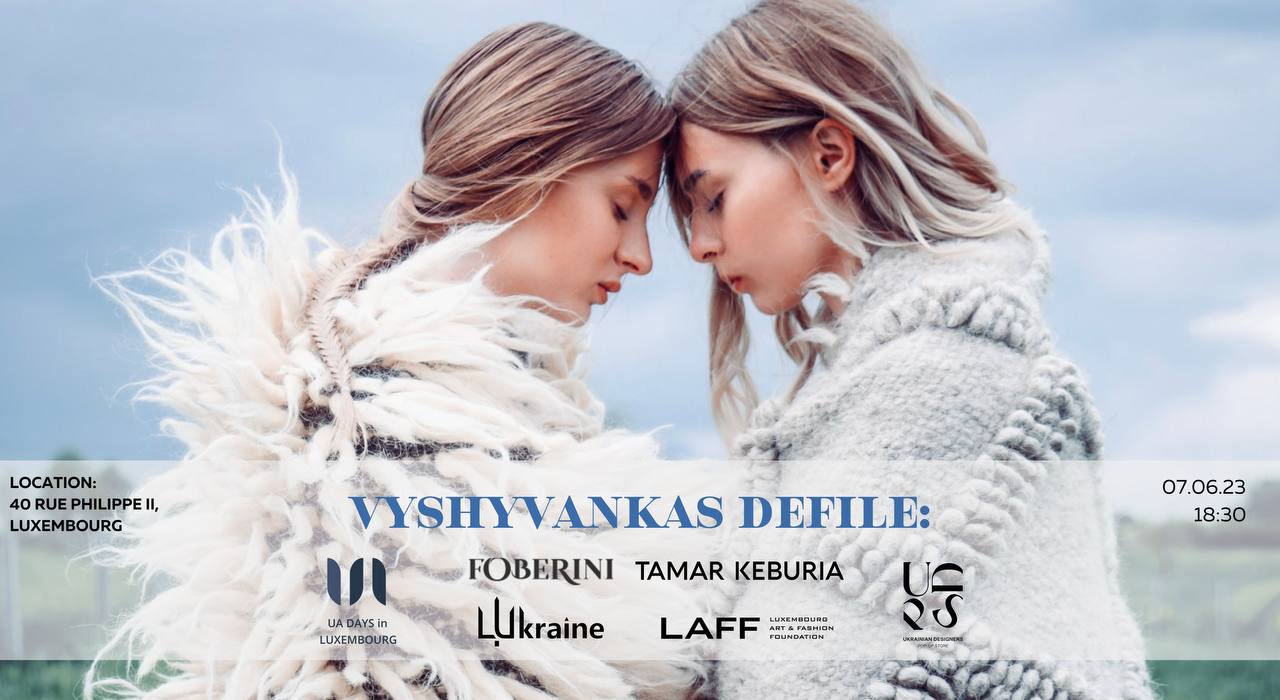 LOCATION:
40 RUE PHILIPPE II,
LUXEMBOURG
VYSHYVANKAS DEFILE:
07.06.23
18:30
UA DAYS in
LUXEMBOURG
FOBERINI
TAMAR KEBURIA
LUkraine
LAFF
LUXEMBOURG
ART & FASHION
FOUNDATION
UADS
UKRAINIAN DESIGNERS
POP-UP STORE